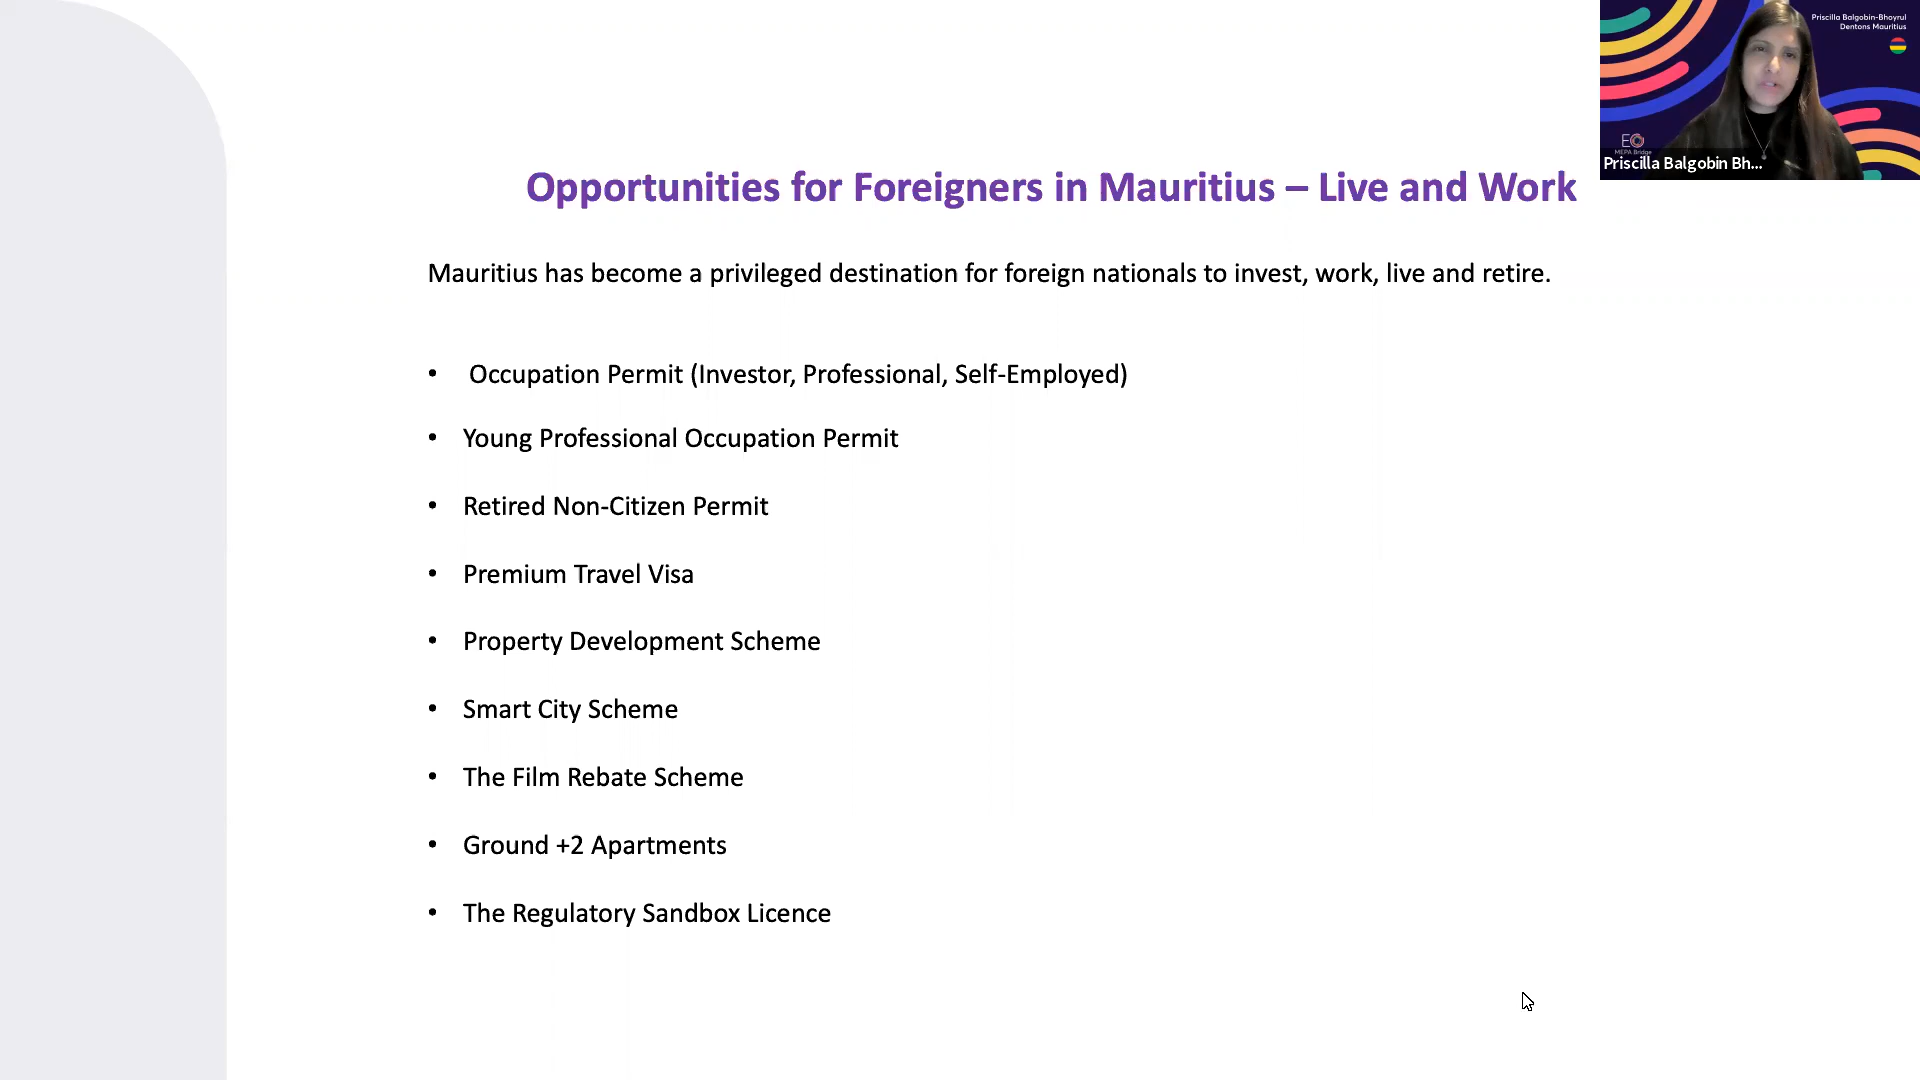 Priscilla Balgobin-Bhoyrul
Dentons Mauritius
EO
MEPA Bridge
Priscilla Balgobin Bh...
Opportunities for Foreigners in Mauritius – Live and Work
Mauritius has become a privileged destination for foreign nationals to invest, work, live and retire.
• Occupation Permit (Investor, Professional, Self-Employed)
• Young Professional Occupation Permit
• Retired Non-Citizen Permit
• Premium Travel Visa
• Property Development Scheme
• Smart City Scheme
• The Film Rebate Scheme
• Ground +2 Apartments
• The Regulatory Sandbox Licence